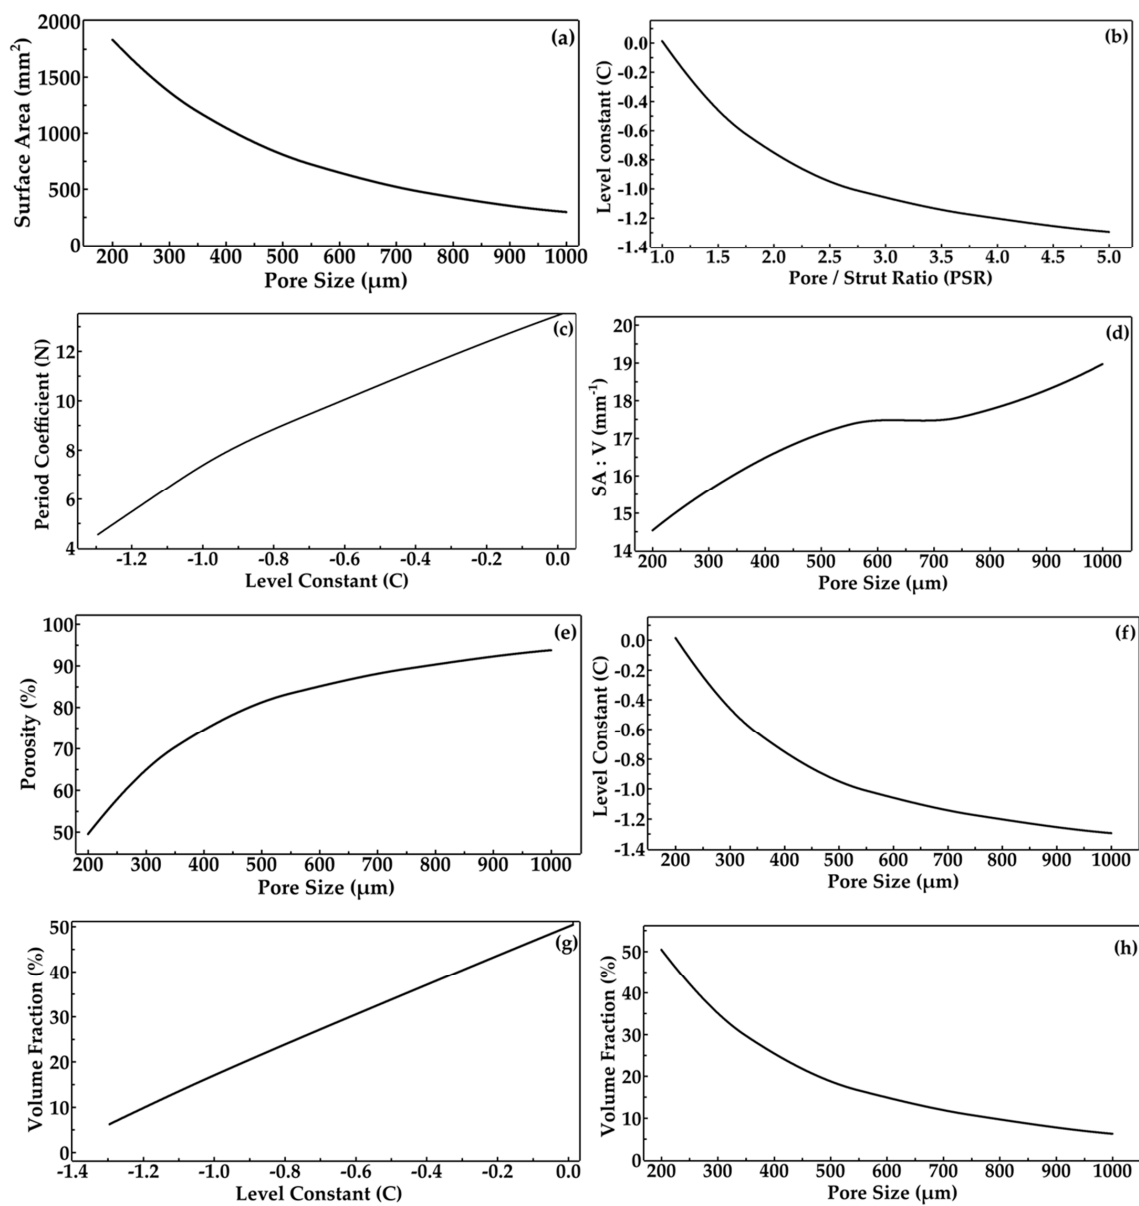 (a)
Surface Area (mm²)
2000
1500
1000
500
0
200 300 400 500 600 700 800 900 1000
Pore Size (μm)
(b)
Level constant (C)
0.0
-0.2
-0.4
-0.6
-0.8
-1.0
-1.2
-1.4
1.0 1.5 2.0 2.5 3.0 3.5 4.0 4.5 5.0
Pore / Strut Ratio (PSR)
(c)
Period Coefficient (N)
12
10
8
6
4
-1.2 -1.0 -0.8 -0.6 -0.4 -0.2 0.0
Level Constant (C)
(d)
SA : V (mm⁻¹)
20
19
18
17
16
15
14
200 300 400 500 600 700 800 900 1000
Pore Size (μm)
(e)
Porosity (%)
100
90
80
70
60
50
200 300 400 500 600 700 800 900 1000
Pore Size (μm)
(f)
Level Constant (C)
0.0
-0.2
-0.4
-0.6
-0.8
-1.0
-1.2
-1.4
200 300 400 500 600 700 800 900 1000
Pore Size (μm)
(g)
Volume Fraction (%)
50
40
30
20
10
0
-1.4 -1.2 -1.0 -0.8 -0.6 -0.4 -0.2 0.0
Level Constant (C)
(h)
Volume Fraction (%)
50
40
30
20
10
0
200 300 400 500 600 700 800 900 1000
Pore Size (μm)